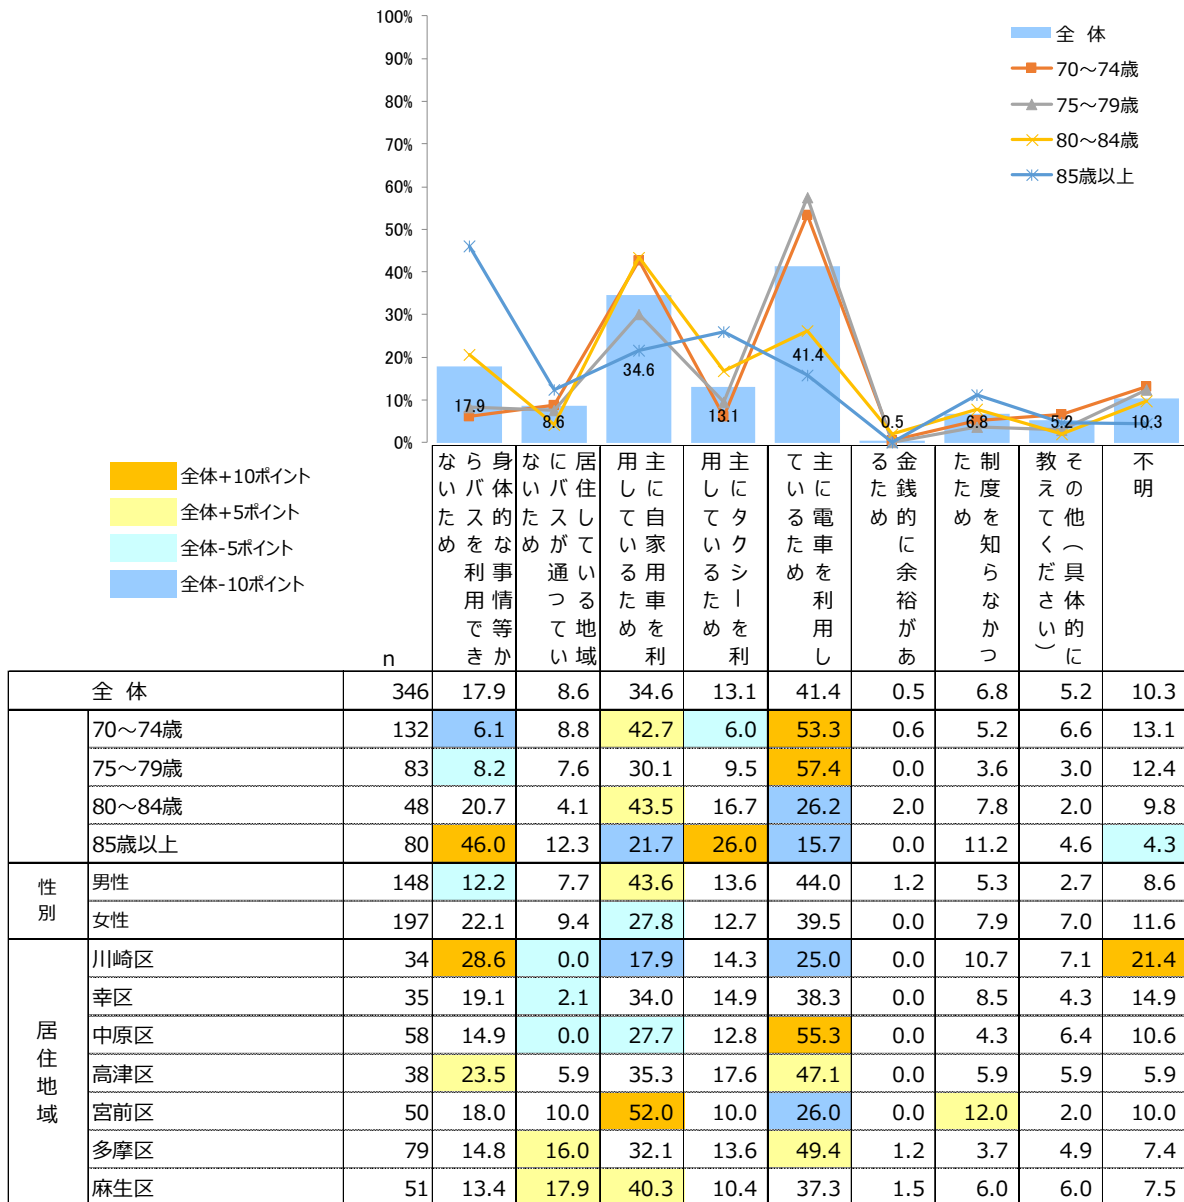 100%
90%
80%
70%
60%
50%
40%
30%
20%
10%
0%
全 体
70～74歳
75～79歳
80～84歳
85歳以上
17.9
8.6
34.6
13.1
41.4
0.5
6.8
5.2
10.3
全体+10ポイント
全体+5ポイント
全体-5ポイント
全体-10ポイント
身体的な事情等か
らバスを利用でき
ないため
居住している地域
にバスが通ってい
ないため
主に自家用車を利
用しているため
主にタクシーを利
用しているため
主に電車を利用し
ているため
金銭的に余裕があ
るため
制度を知らなかっ
たため
その他（具体的に
教えてください）
不明
n
全 体 346 17.9 8.6 34.6 13.1 41.4 0.5 6.8 5.2 10.3
70～74歳 132 6.1 8.8 42.7 6.0 53.3 0.6 5.2 6.6 13.1
75～79歳 83 8.2 7.6 30.1 9.5 57.4 0.0 3.6 3.0 12.4
80～84歳 48 20.7 4.1 43.5 16.7 26.2 2.0 7.8 2.0 9.8
85歳以上 80 46.0 12.3 21.7 26.0 15.7 0.0 11.2 4.6 4.3
性別
男性 148 12.2 7.7 43.6 13.6 44.0 1.2 5.3 2.7 8.6
女性 197 22.1 9.4 27.8 12.7 39.5 0.0 7.9 7.0 11.6
居住地域
川崎区 34 28.6 0.0 17.9 14.3 25.0 0.0 10.7 7.1 21.4
幸区 35 19.1 2.1 34.0 14.9 38.3 0.0 8.5 4.3 14.9
中原区 58 14.9 0.0 27.7 12.8 55.3 0.0 4.3 6.4 10.6
高津区 38 23.5 5.9 35.3 17.6 47.1 0.0 5.9 5.9 5.9
宮前区 50 18.0 10.0 52.0 10.0 26.0 0.0 12.0 2.0 10.0
多摩区 79 14.8 16.0 32.1 13.6 49.4 1.2 3.7 4.9 7.4
麻生区 51 13.4 17.9 40.3 10.4 37.3 1.5 6.0 6.0 7.5